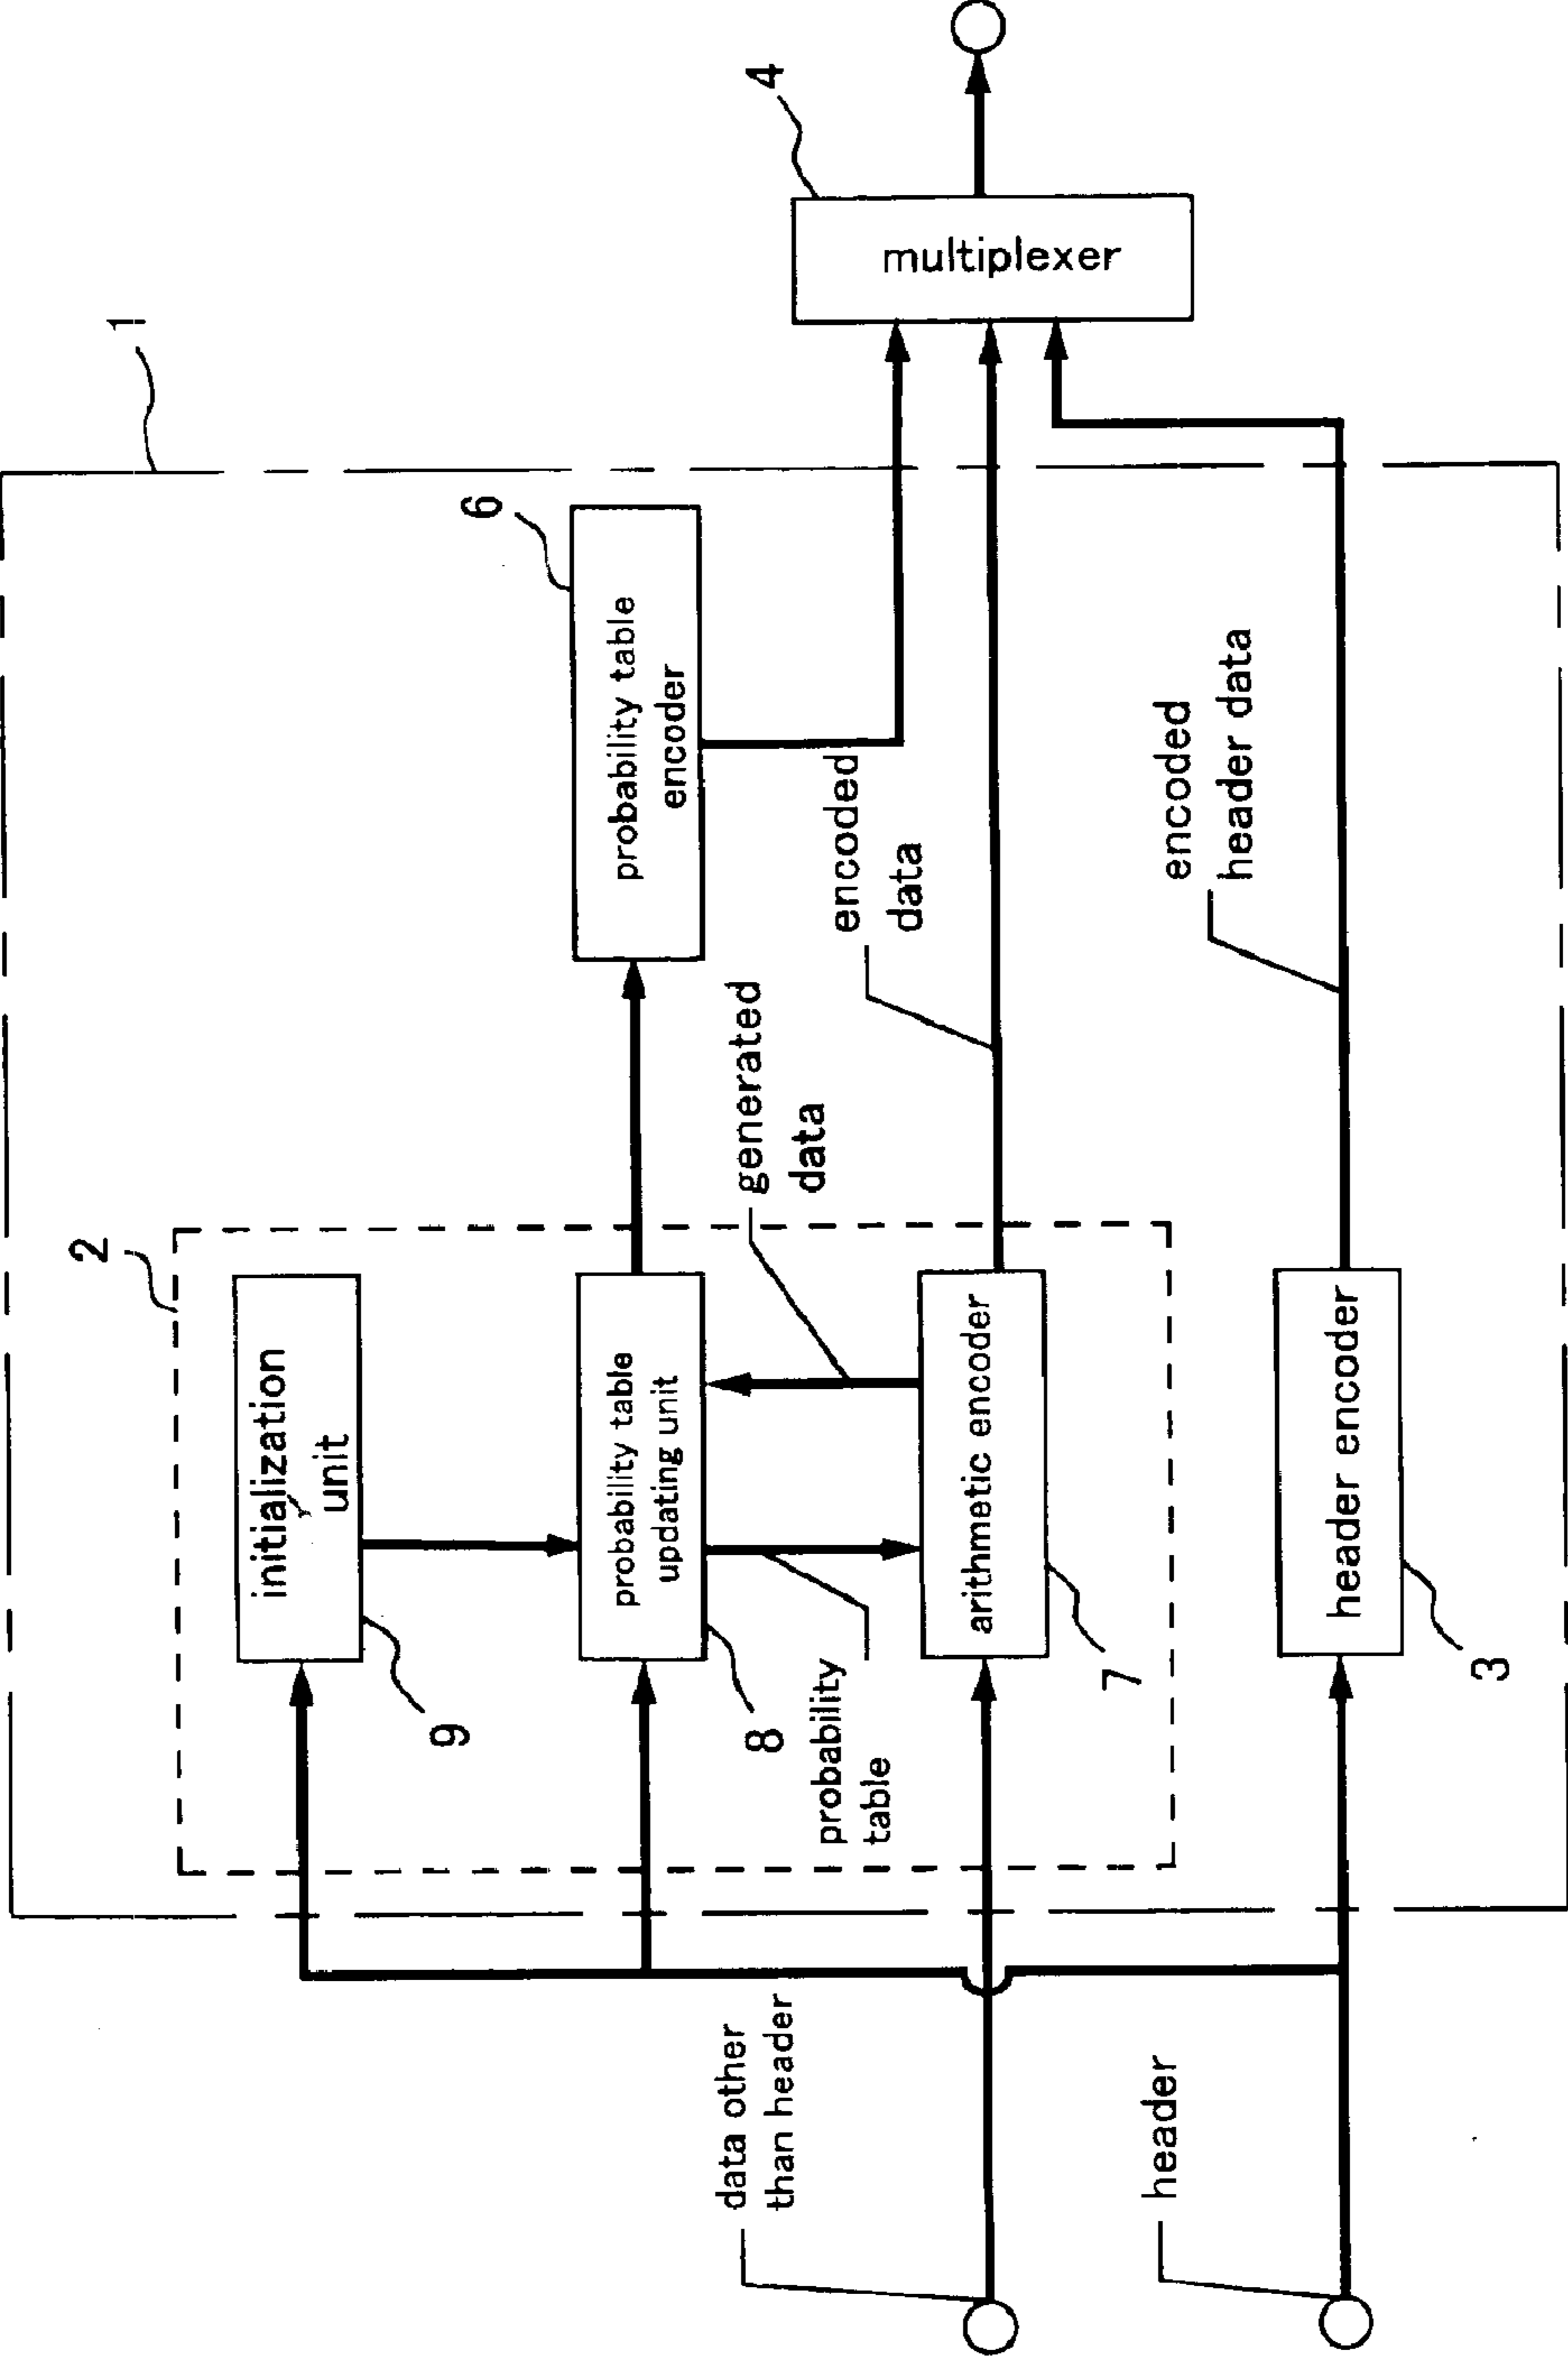 1
2
initialization
unit
9
probability table
updating unit
8
probability
table
generated
data
arithmetic encoder
7
probability table
encoder
6
encoded
data
multiplexer
4
data other
than header
header
header encoder
3
encoded
header data